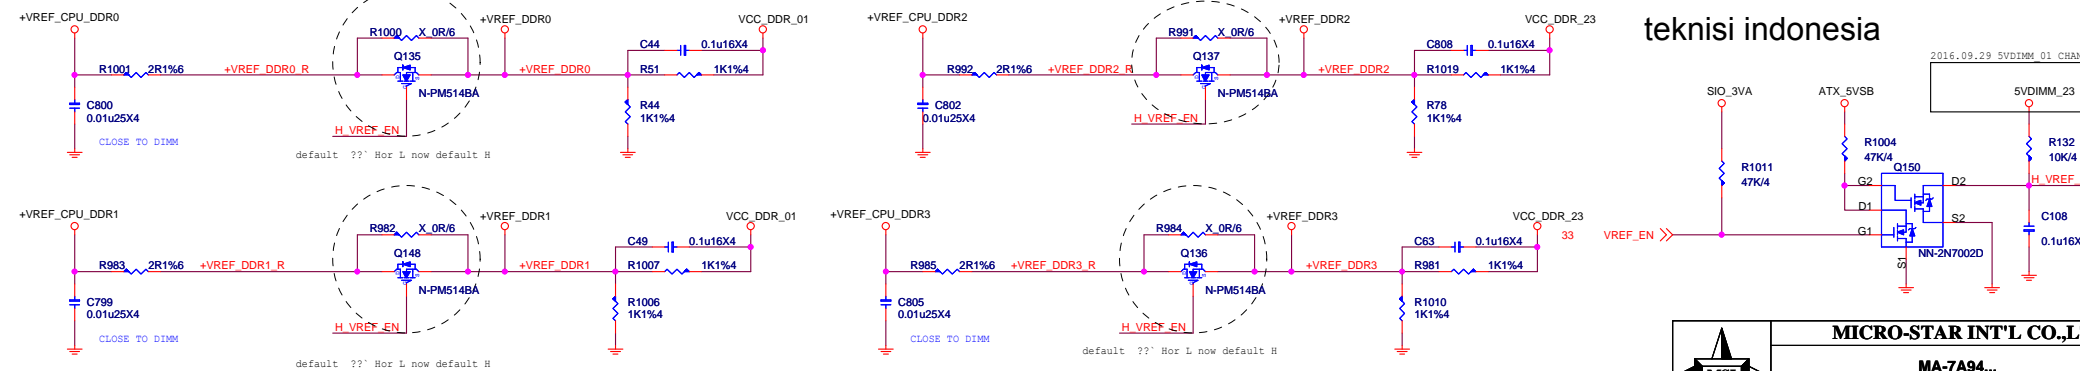 +VREF_CPU_DDR0
R1000 X_0R/6
+VREF_DDR0
VCC_DDR_01
Q135
C44 0.1u16X4
R1001 2R1%6 +VREF_DDR0_R
+VREF_DDR0 R51 1K1%4
N-PM514BA
C800
0.01u25X4
R44
1K1%4
H_VREF_EN
CLOSE TO DIMM
default ??` Hor L now default H
+VREF_CPU_DDR2
R991 X_0R/6
+VREF_DDR2
VCC_DDR_23
Q137
C808 0.1u16X4
R992 2R1%6 +VREF_DDR2_R
+VREF_DDR2 R1019 1K1%4
N-PM514BA
C802
0.01u25X4
R78
1K1%4
H_VREF_EN
teknisi indonesia
2016.09.29 5VDIMM_01 CHAN
SIO_3VA
ATX_5VSB
5VDIMM_23
R1011
47K/4
R1004
47K/4
R132
10K/4
Q150
G2 D2 H_VREF_
D1 S2
G1
S1
NN-2N7002D
C108
0.1u16X
33 VREF_EN
+VREF_CPU_DDR1
R982 X_0R/6
+VREF_DDR1
VCC_DDR_01
Q148
C49 0.1u16X4
R983 2R1%6 +VREF_DDR1_R
+VREF_DDR1 R1007 1K1%4
N-PM514BA
C799
0.01u25X4
R1006
1K1%4
H_VREF_EN
CLOSE TO DIMM
default ??` Hor L now default H
+VREF_CPU_DDR3
R984 X_0R/6
+VREF_DDR3
VCC_DDR_23
Q136
C63 0.1u16X4
R985 2R1%6 +VREF_DDR3_R
+VREF_DDR3 R981 1K1%4
N-PM514BA
C805
0.01u25X4
R1010
1K1%4
H_VREF_EN
CLOSE TO DIMM
default ??` Hor L now default H
MICRO-STAR INT'L CO.,L